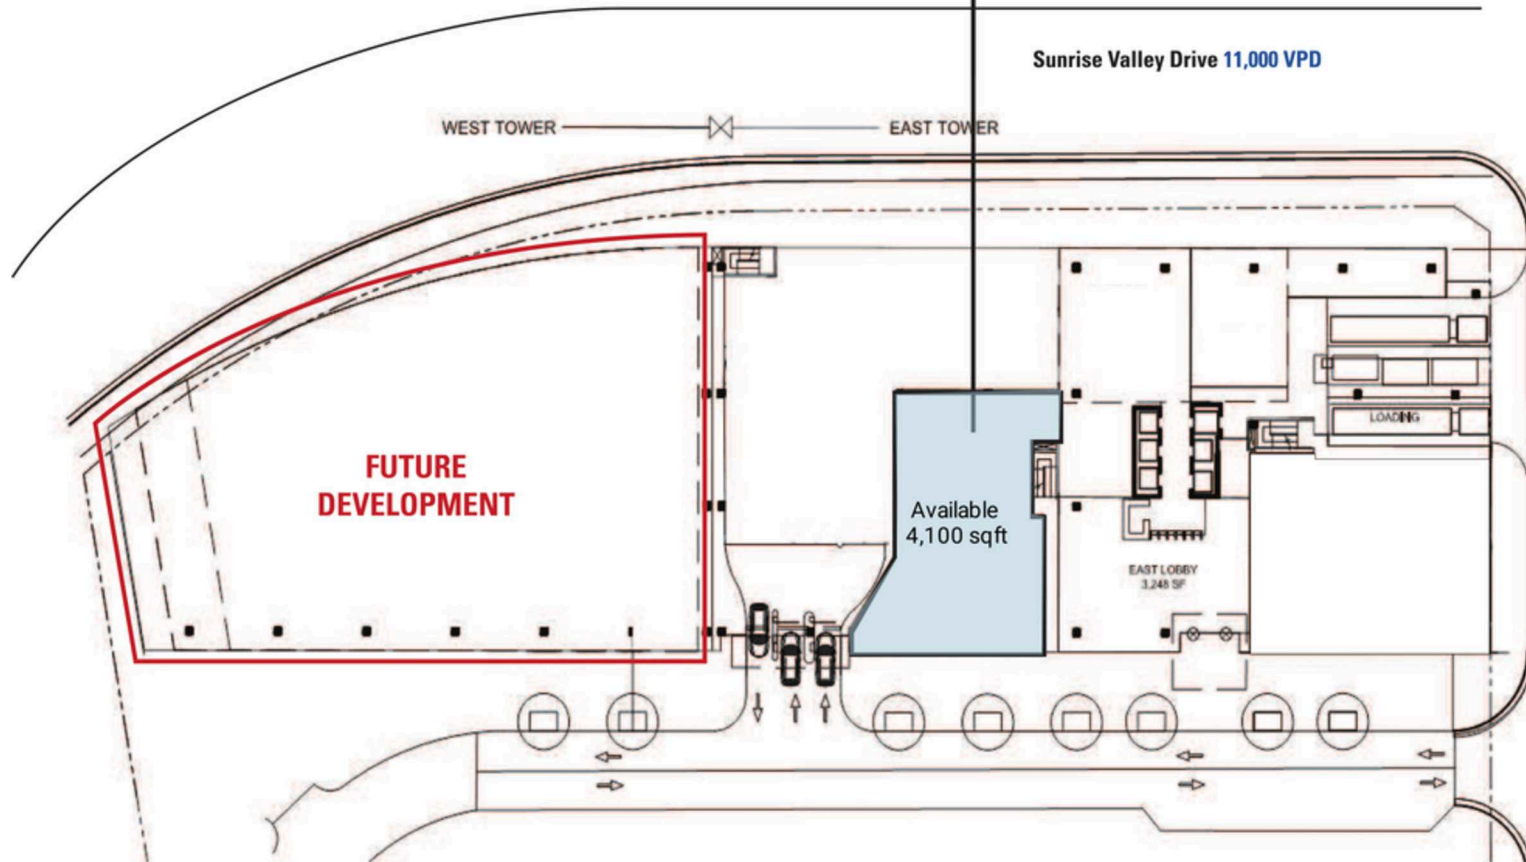 Sunrise Valley Drive 11,000 VPD
WEST TOWER
EAST TOWER
LOADING
FUTURE
DEVELOPMENT
Available
4,100 sqft
EAST LOBBY
3,248 SF